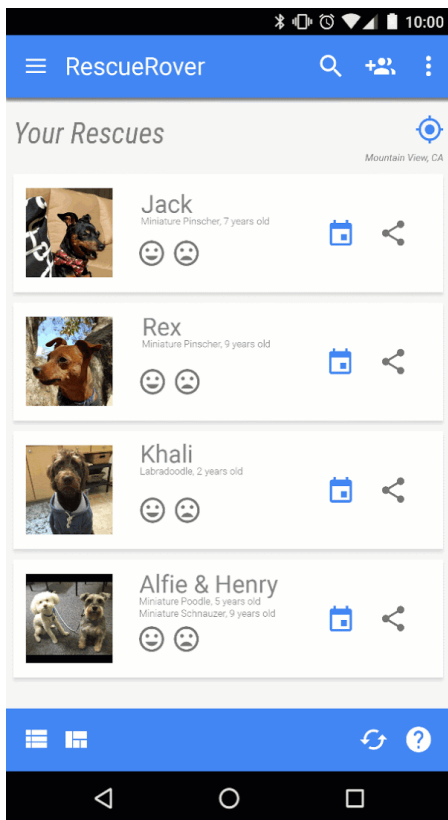 10:00
RescueRover
Your Rescues
Mountain View, CA
Jack
Miniature Pinscher, 7 years old
Rex
Miniature Pinscher, 9 years old
Khali
Labradoodle, 2 years old
Alfie & Henry
Miniature Poodle, 5 years old
Miniature Schnauzer, 9 years old